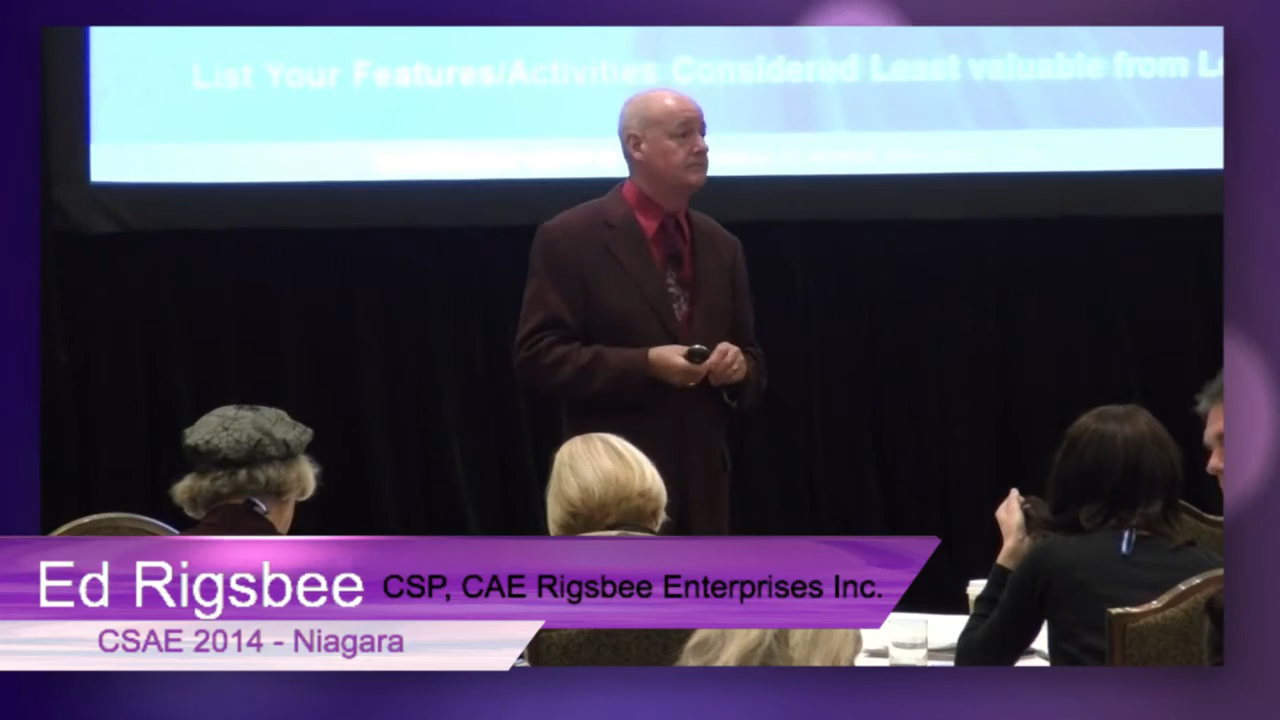 List Your Features/Activities Considered Least valuable from
Ed Rigsbee CSP, CAE Rigsbee Enterprises Inc.
CSAE 2014 - Niagara